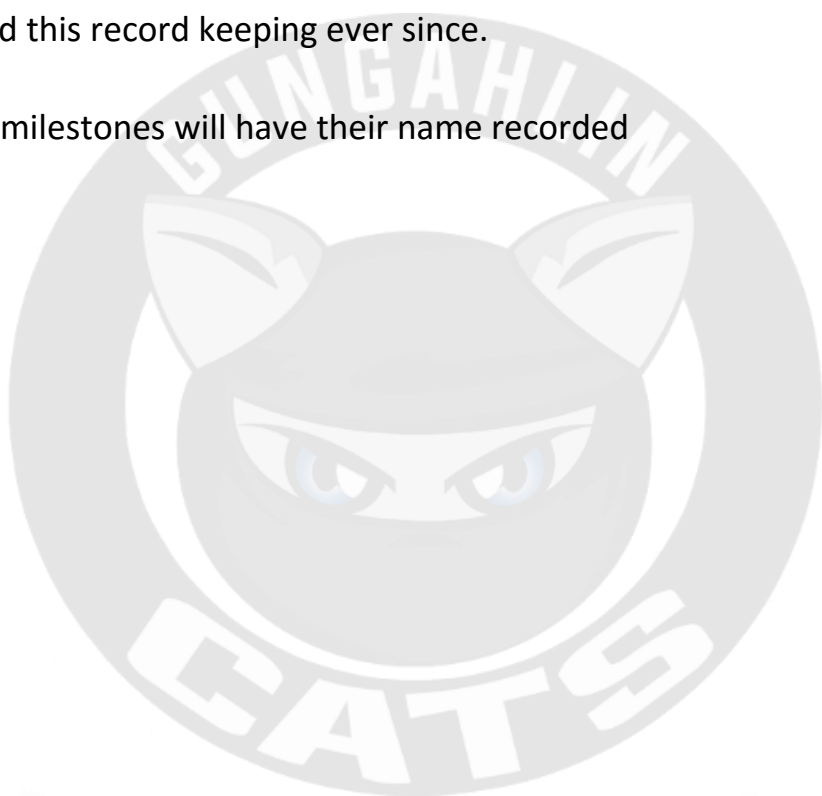 d this record keeping ever since.
milestones will have their name recorded
GUNGAHLIN
CATS